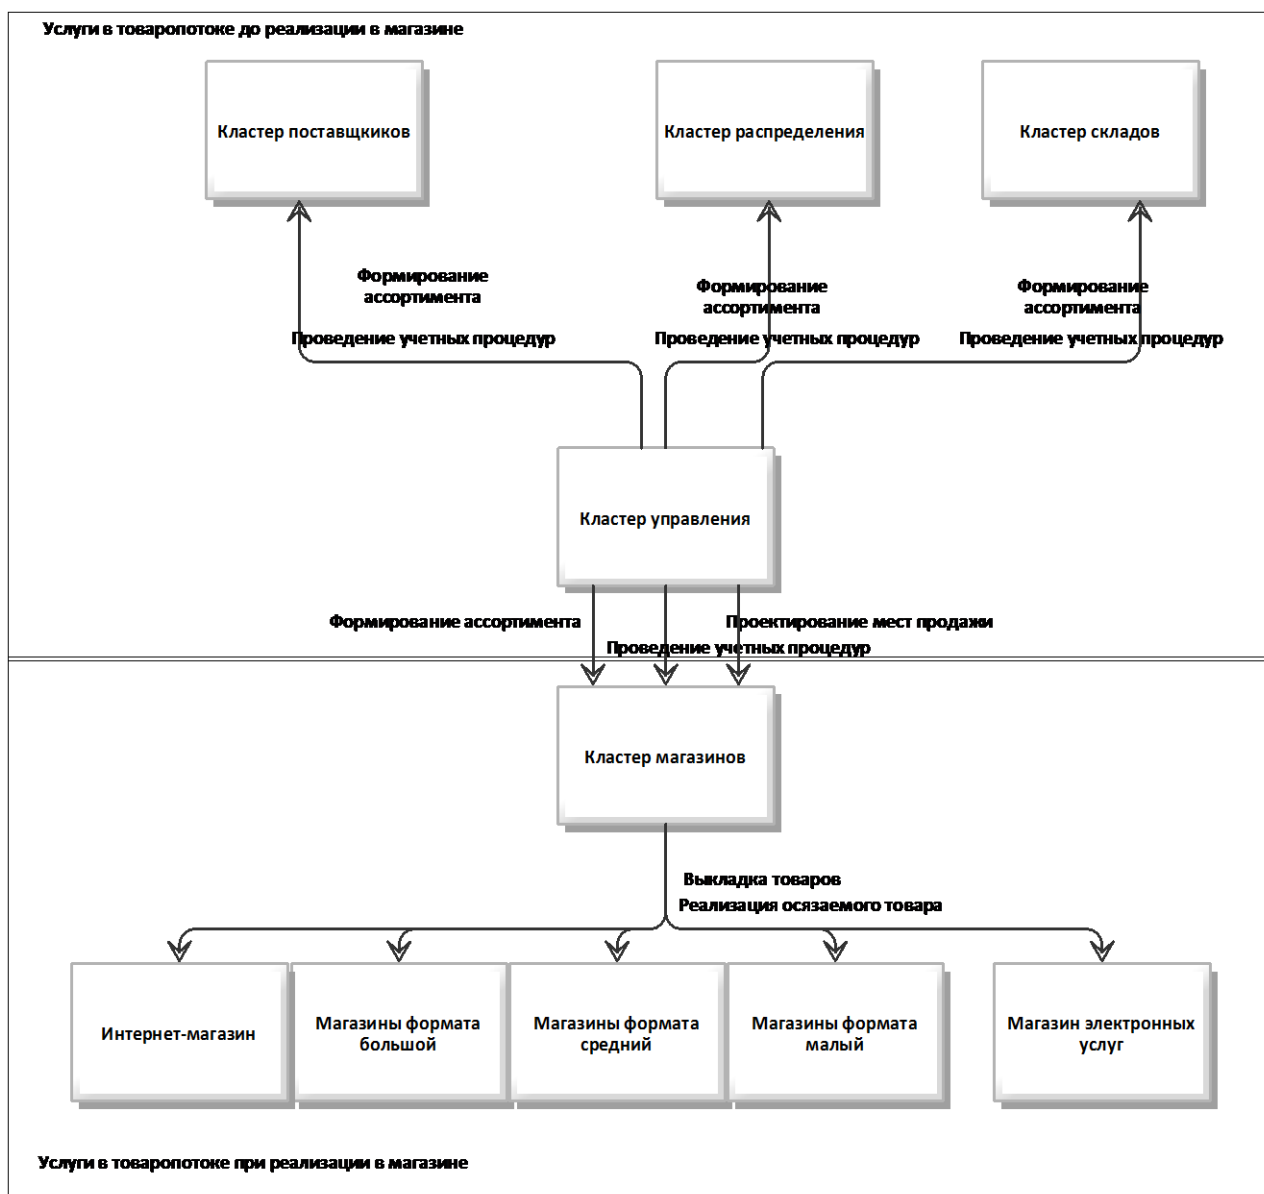 Услуги в товаропотоке до реализации в магазине
Кластер поставщкиков
Кластер распределения
Кластер складов
Формирование
ассортимента
Проведение учетных процедур
Формирование
ассортимента
Проведение учетных процедур
Формирование
ассортимента
Проведение учетных процедур
Кластер управления
Формирование ассортимента
Проектирование мест продажи
Проведение учетных процедур
Кластер магазинов
Выкладка товаров
Реализация осязаемого товара
Интернет-магазин
Магазины формата
большой
Магазины формата
средний
Магазины формата
малый
Магазин электронных
услуг
Услуги в товаропотоке при реализации в магазине